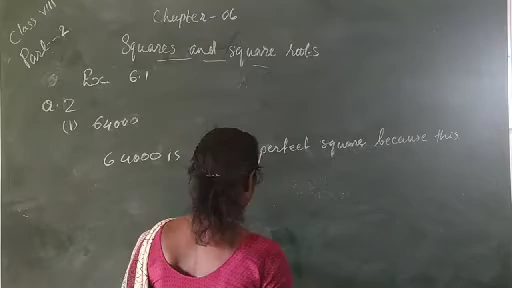 Class VIII
Part-2
Chapter-06
Squares and square roots
Ex 6.1
Q.2
(i) 64000
64000 is perfect square because this